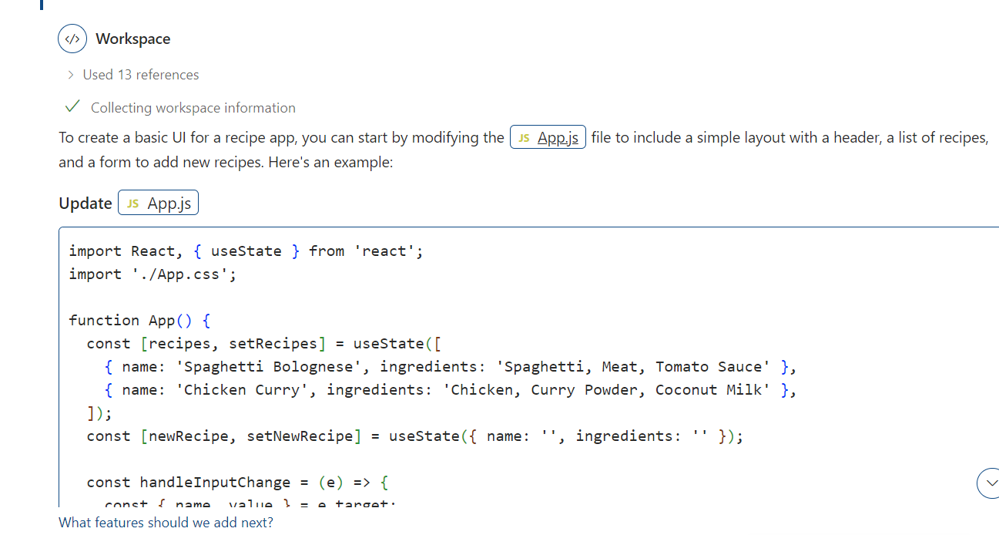 </> Workspace
> Used 13 references
Collecting workspace information
To create a basic UI for a recipe app, you can start by modifying the JS App.js file to include a simple layout with a header, a list of recipes,
and a form to add new recipes. Here's an example:
Update JS App.js
import React, { useState } from 'react';
import './App.css';
function App() {
const [recipes, setRecipes] = useState([
{ name: 'Spaghetti Bolognese', ingredients: 'Spaghetti, Meat, Tomato Sauce' },
{ name: 'Chicken Curry', ingredients: 'Chicken, Curry Powder, Coconut Milk' },
]);
const [newRecipe, setNewRecipe] = useState({ name: '', ingredients: '' });
const handleInputChange = (e) => {
const { name, value } = e.target;
What features should we add next?